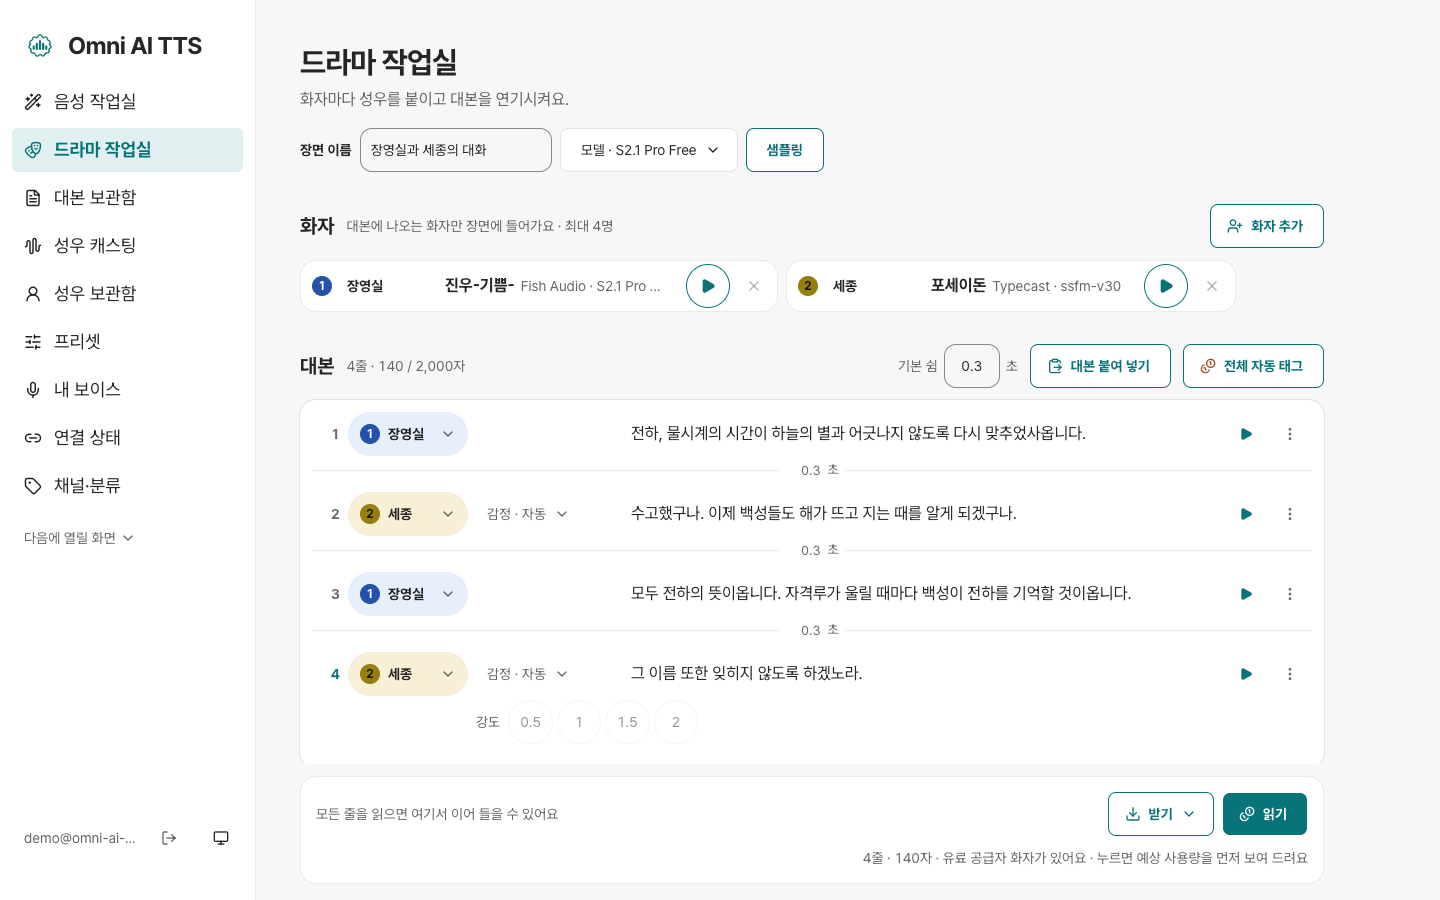 Omni AI TTS
음성 작업실
드라마 작업실
대본 보관함
성우 캐스팅
성우 보관함
프리셋
내 보이스
연결 상태
채널·분류
다음에 열릴 화면
demo@omni-ai-...
드라마 작업실
화자마다 성우를 붙이고 대본을 연기시켜요.
장면 이름 장영실과 세종의 대화 모델 · S2.1 Pro Free 샘플링
화자 대본에 나오는 화자만 장면에 들어가요 · 최대 4명 화자 추가
1 장영실 진우-기쁨- Fish Audio · S2.1 Pro ... 2 세종 포세이돈 Typecast · ssfm-v30
대본 4줄 · 140 / 2,000자 기본 쉼 0.3 초 대본 붙여 넣기 전체 자동 태그
1 1 장영실 전하, 물시계의 시간이 하늘의 별과 어긋나지 않도록 다시 맞추었사옵니다.
0.3 초
2 2 세종 감정 · 자동 수고했구나. 이제 백성들도 해가 뜨고 지는 때를 알게 되겠구나.
0.3 초
3 1 장영실 모두 전하의 뜻이옵니다. 자격루가 울릴 때마다 백성이 전하를 기억할 것이옵니다.
0.3 초
4 2 세종 감정 · 자동 그 이름 또한 잊히지 않도록 하겠노라.
강도 0.5 1 1.5 2
모든 줄을 읽으면 여기서 이어 들을 수 있어요 받기 읽기
4줄 · 140자 · 유료 공급자 화자가 있어요 · 누르면 예상 사용량을 먼저 보여 드려요